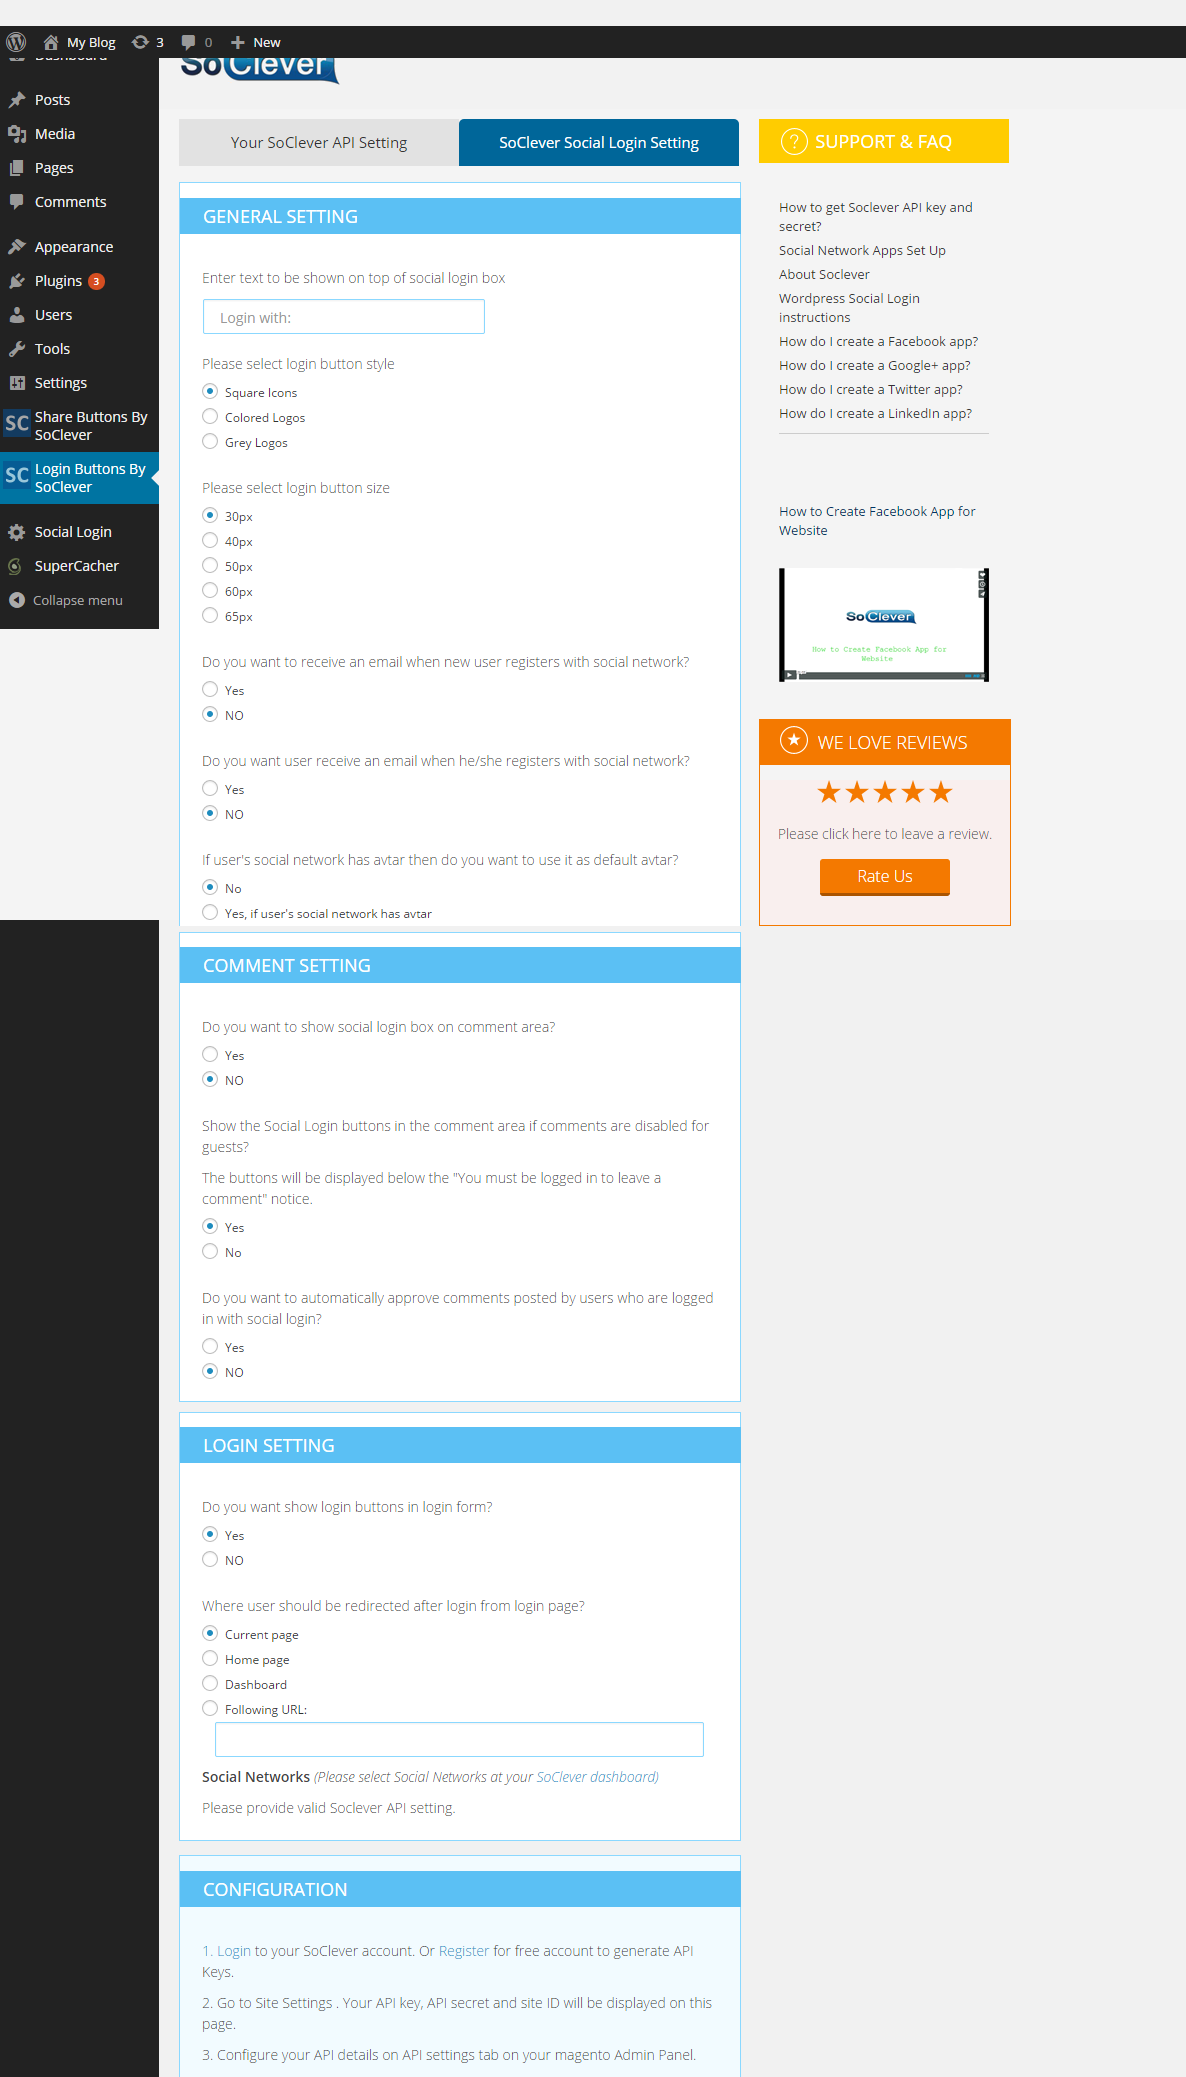 My Blog 3 0 + New
Dashboard
Posts
Media
Pages
Comments
Appearance
Plugins 3
Users
Tools
Settings
SC Share Buttons By
SoClever
SC Login Buttons By
SoClever
Social Login
SuperCacher
Collapse menu
SoClever
Your SoClever API Setting
SoClever Social Login Setting
GENERAL SETTING
Enter text to be shown on top of social login box
Login with:
Please select login button style
Square Icons
Colored Logos
Grey Logos
Please select login button size
30px
40px
50px
60px
65px
Do you want to receive an email when new user registers with social network?
Yes
NO
Do you want user receive an email when he/she registers with social network?
Yes
NO
If user's social network has avtar then do you want to use it as default avtar?
No
Yes, if user's social network has avtar
COMMENT SETTING
Do you want to show social login box on comment area?
Yes
NO
Show the Social Login buttons in the comment area if comments are disabled for
guests?
The buttons will be displayed below the "You must be logged in to leave a
comment" notice.
Yes
No
Do you want to automatically approve comments posted by users who are logged
in with social login?
Yes
NO
LOGIN SETTING
Do you want show login buttons in login form?
Yes
NO
Where user should be redirected after login from login page?
Current page
Home page
Dashboard
Following URL:
Social Networks (Please select Social Networks at your SoClever dashboard)
Please provide valid Soclever API setting.
CONFIGURATION
1. Login to your SoClever account. Or Register for free account to generate API
Keys.
2. Go to Site Settings . Your API key, API secret and site ID will be displayed on this
page.
3. Configure your API details on API settings tab on your magento Admin Panel.
? SUPPORT & FAQ
How to get Soclever API key and
secret?
Social Network Apps Set Up
About Soclever
Wordpress Social Login
instructions
How do I create a Facebook app?
How do I create a Google+ app?
How do I create a Twitter app?
How do I create a LinkedIn app?
How to Create Facebook App for
Website
SoClever
How to Create Facebook App for
Website
WE LOVE REVIEWS
Please click here to leave a review.
Rate Us